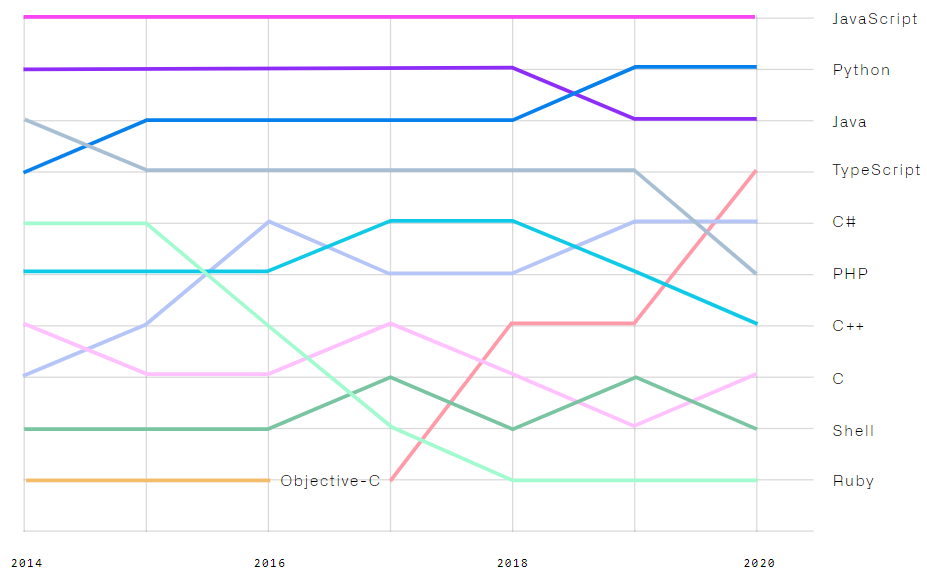 JavaScript
Python
Java
TypeScript
C#
PHP
C++
C
Shell
Objective-C
Ruby
2014
2016
2018
2020